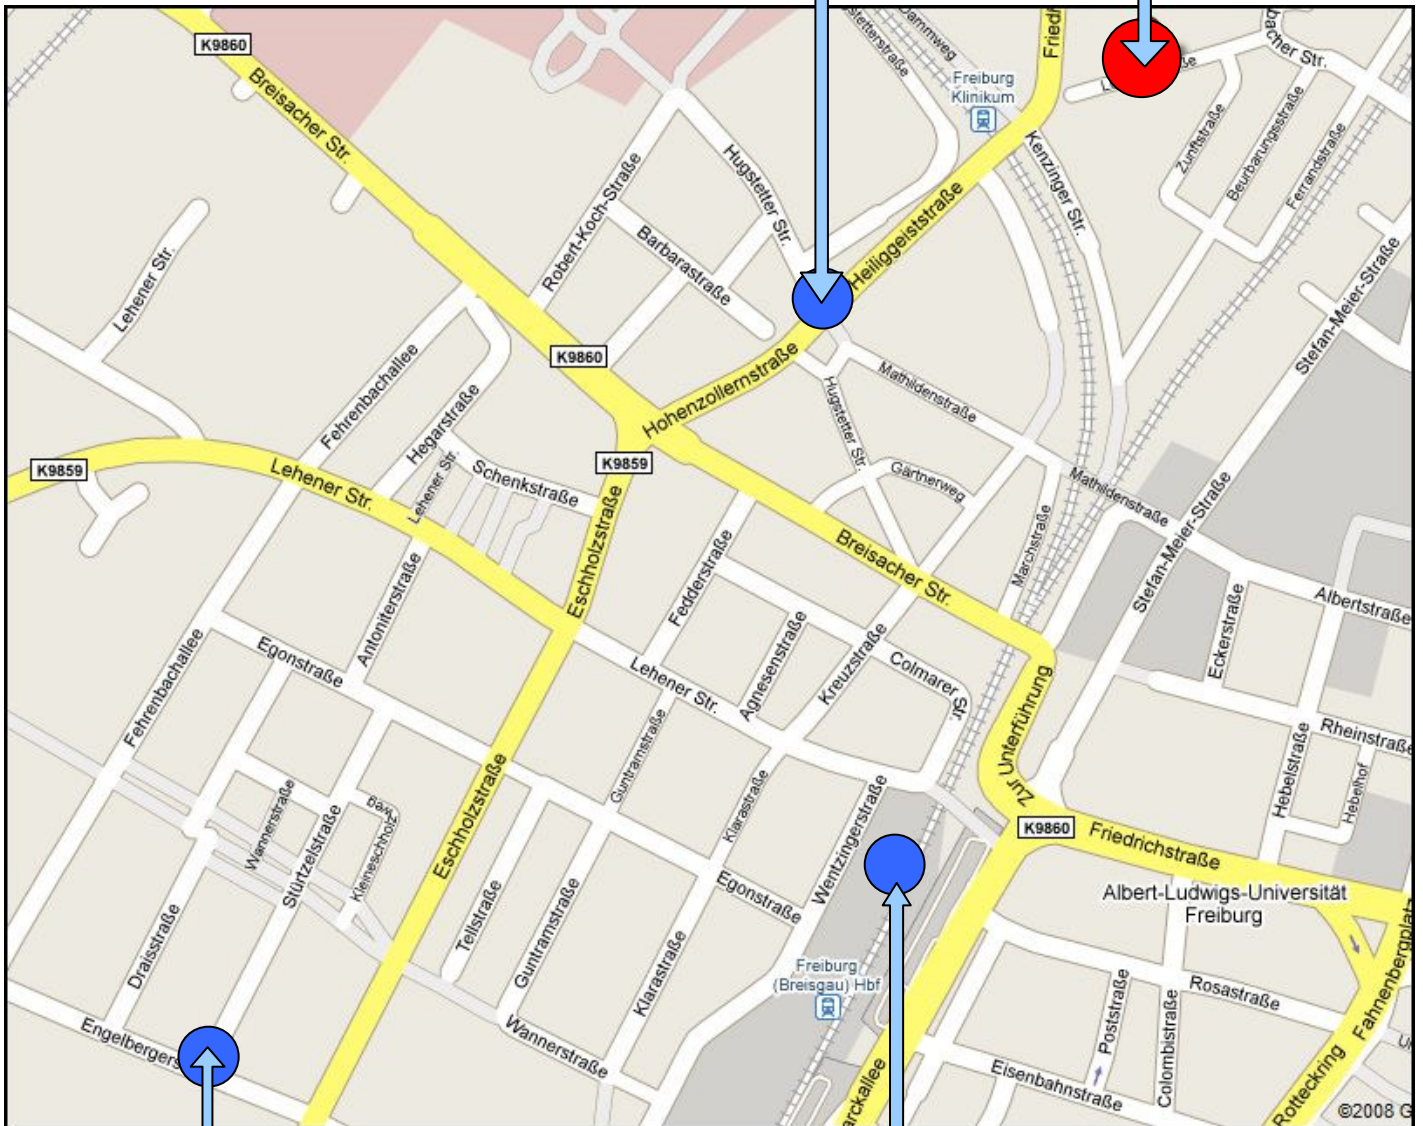 K9860
Breisacher Str.
Dammweg
Freiburg
Klinikum
Kenzinger Str.
Zunftstraße
Beurbarungsstraße
Ferrandstraße
Stefan-Meier-Straße
Hugstetter Str.
Robert-Koch-Straße
Barbarastraße
Heiliggeiststraße
Lehener Str.
K9860
Hohenzollernstraße
Mathildenstraße
Fehrenbachallee
Hegarstraße
Hugstetter Str.
K9859
Lehener Str.
Lehener Str.
Schenkstraße
K9859
Gärtnerweg
Mathildenstraße
Stefan-Meier-Straße
Eschholzstraße
Fedderstraße
Breisacher Str.
Marchstraße
Albertstraße
Eckerstraße
Antoniterstraße
Egonstraße
Fehrenbachallee
Lehener Str.
Agnesenstraße
Kreuzstraße
Colmarer
Str.
Zur Unterführung
Rheinstraße
Hebelstraße
Hebelhof
Guntramstraße
Klarastraße
Wentzingerstraße
K9860
Friedrichstraße
Wannerstraße
Stürtzelstraße
Kleineschholz
weg
Eschholzstraße
Egonstraße
Albert-Ludwigs-Universität
Freiburg
Draisstraße
Tellstraße
Guntramstraße
Klarastraße
Freiburg
(Breisgau) Hbf
Poststraße
Colombistraße
Rosastraße
Fahnenbergplatz
Wannerstraße
Eisenbahnstraße
Rotteckring
©2008 G